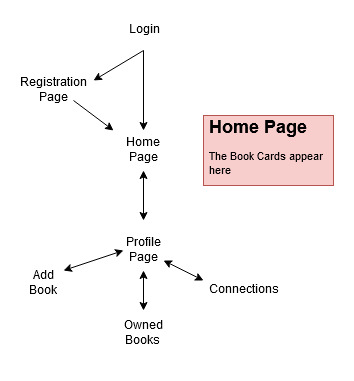 Login
Registration
Page
Home
Page
Home Page
The Book Cards appear
here
Profile
Page
Add
Book
Connections
Owned
Books